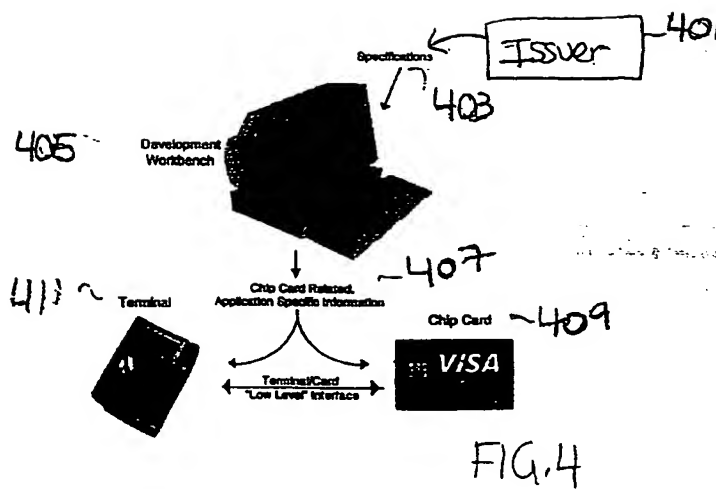 Issuer
401
Specifications
403
405
Development
Workbench
407
Chip Card Related,
Application Specific Information
Terminal
Chip Card
409
VISA
Terminal/Card
"Low Level" Interface
FIG.4